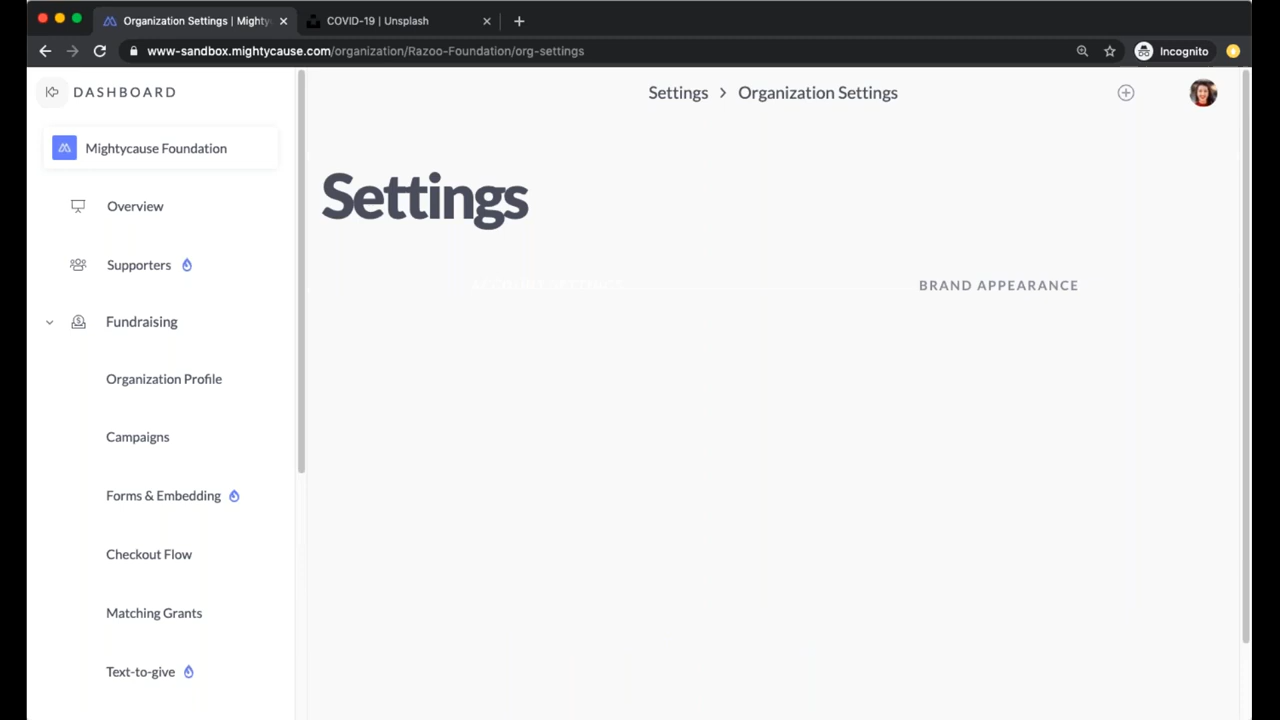 Organization Settings | Mighty
COVID-19 | Unsplash
www-sandbox.mightycause.com/organization/Razoo-Foundation/org-settings
Incognito
DASHBOARD
Settings > Organization Settings
Mightycause Foundation
Settings
Overview
Supporters
BRAND APPEARANCE
Fundraising
Organization Profile
Campaigns
Forms & Embedding
Checkout Flow
Matching Grants
Text-to-give